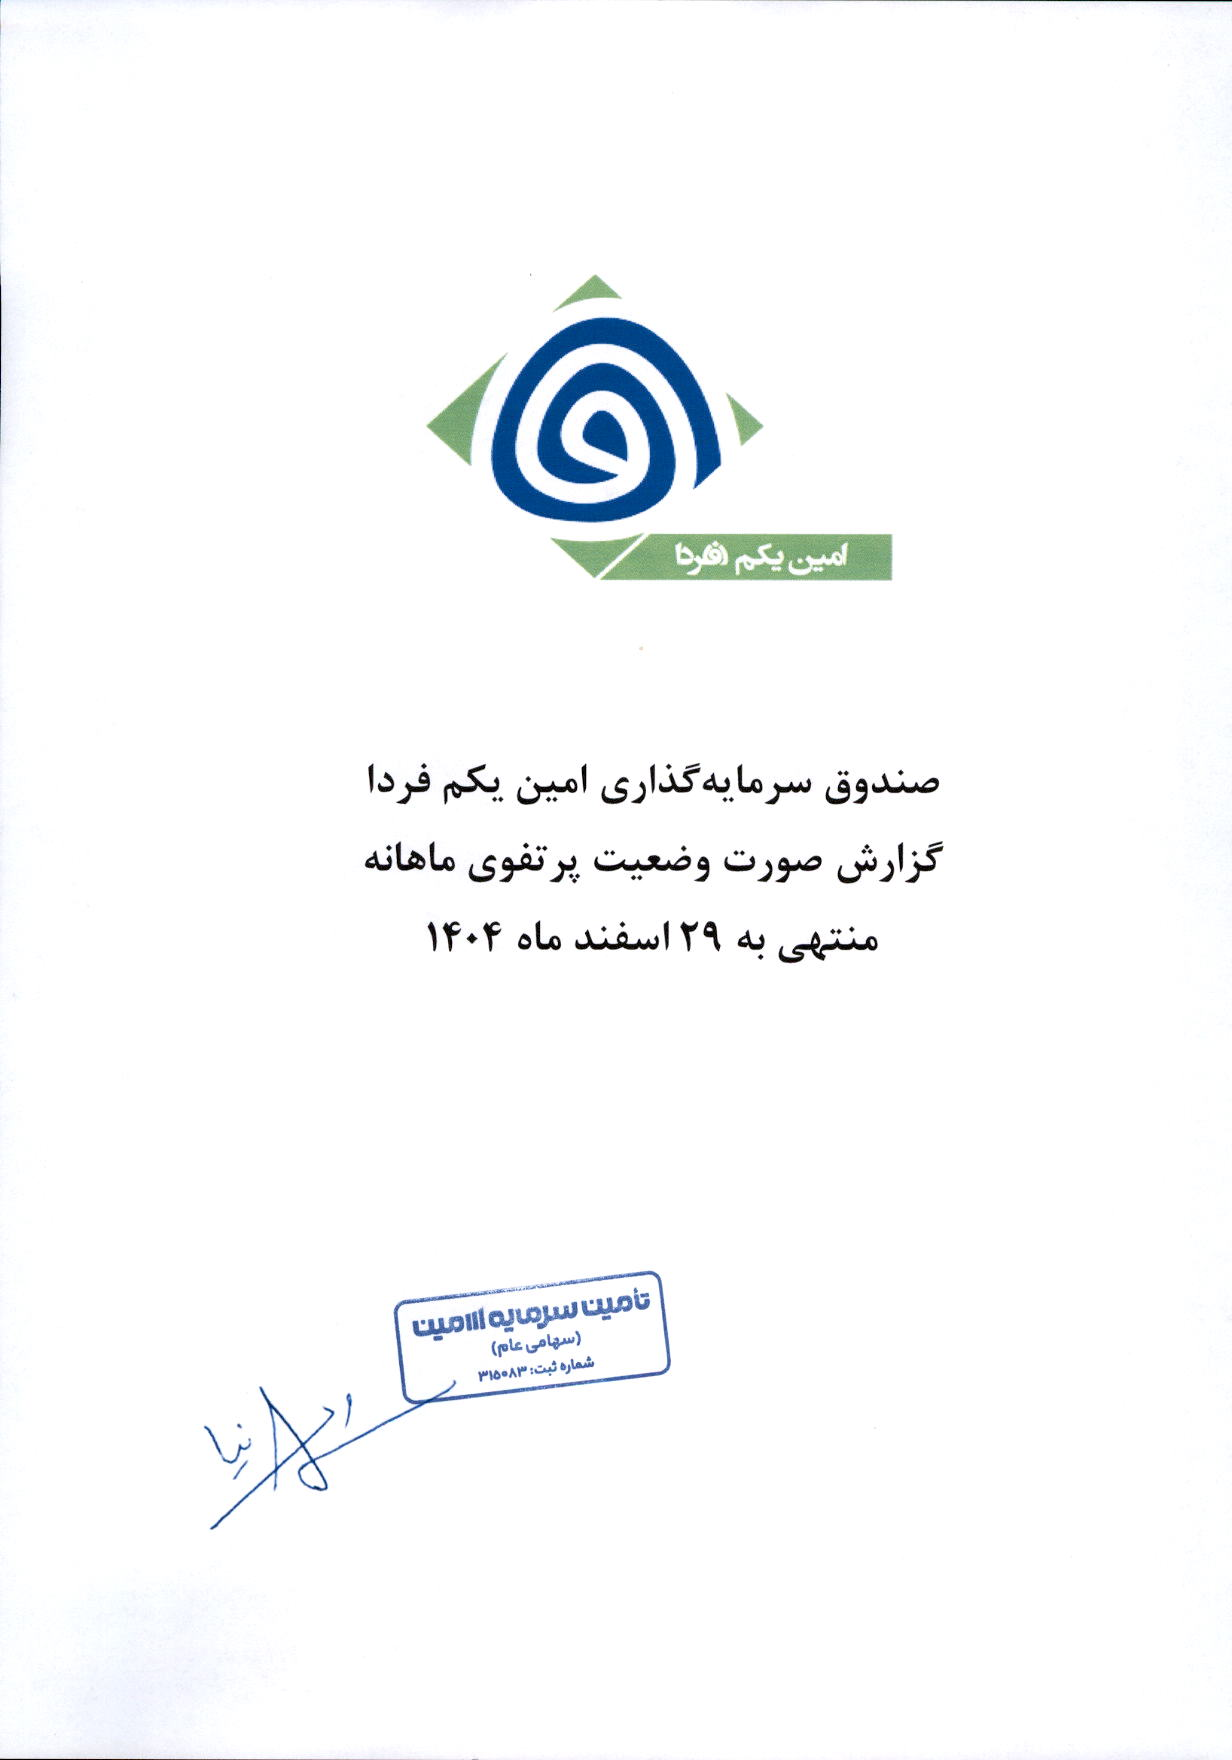 امین یکم فردا
صندوق سرمایه‌گذاری امین یکم فردا
گزارش صورت وضعیت پرتفوی ماهانه
منتهی به ۲۹ اسفند ماه ۱۴۰۴
تأمین سرمایه امین
(سهامی عام)
شماره ثبت: ۳۱۵۰۸۳